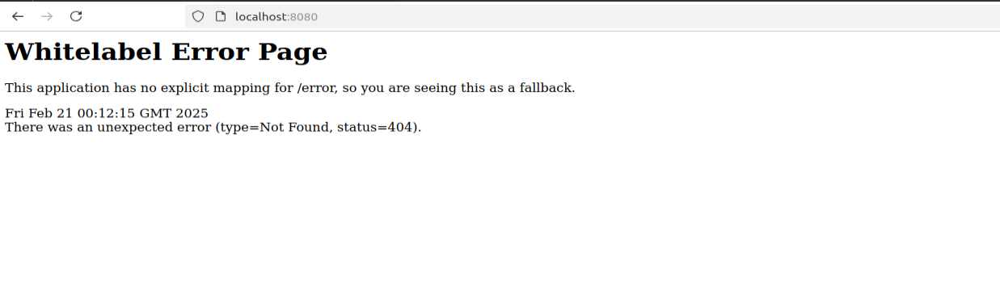 localhost:8080
Whitelabel Error Page
This application has no explicit mapping for /error, so you are seeing this as a fallback.
Fri Feb 21 00:12:15 GMT 2025
There was an unexpected error (type=Not Found, status=404).